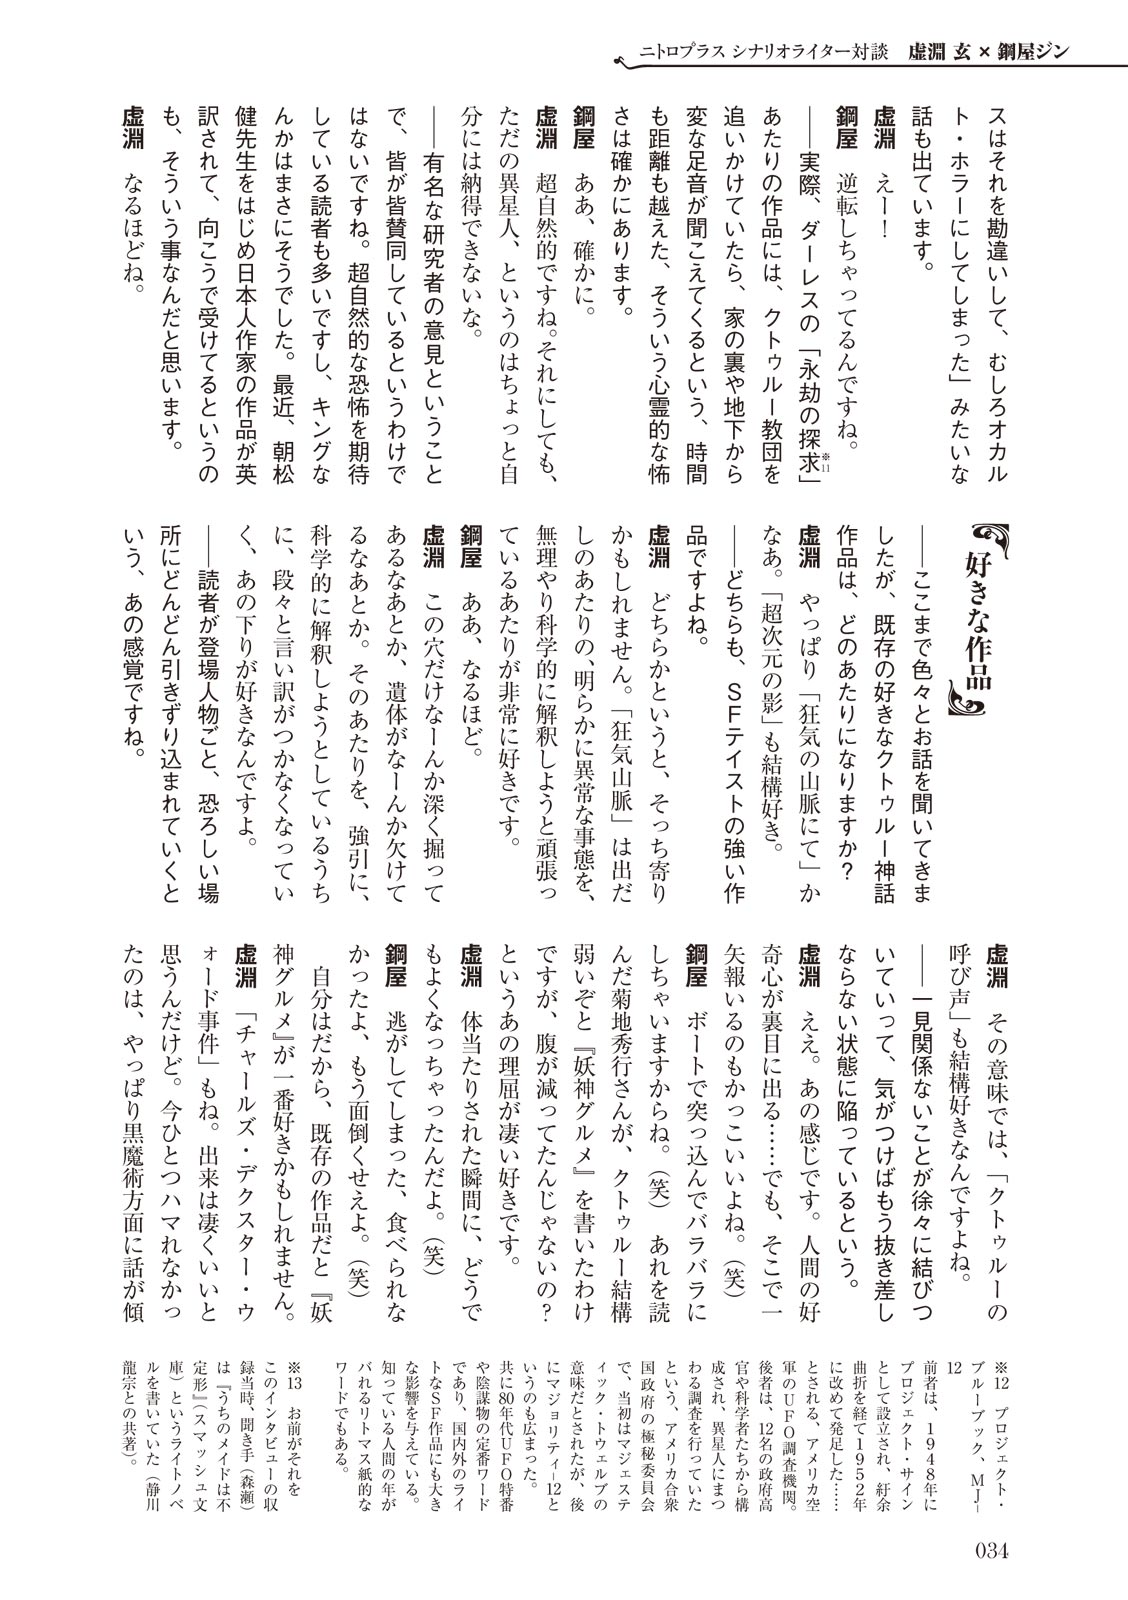 ニトロプラス シナリオライター対談　虚淵 玄 × 鋼屋ジン
スはそれを勘違いして、むしろオカル
ト・ホラーにしてしまった」みたいな
話も出ています。
虚淵　えー！
鋼屋　逆転しちゃってるんですね。
――実際、ダーレスの「永劫の探求」※11
あたりの作品には、クトゥルー教団を
追いかけていたら、家の裏や地下から
変な足音が聞こえてくるという、時間
も距離も越えた、そういう心霊的な怖
さは確かにあります。
鋼屋　ああ、確かに。
虚淵　超自然的ですね。それにしても、
ただの異星人、というのはちょっと自
分には納得できないな。
――有名な研究者の意見ということ
で、皆が皆賛同しているというわけで
はないですね。超自然的な恐怖を期待
している読者も多いですし、キングな
んかはまさにそうでした。最近、朝松
健先生をはじめ日本人作家の作品が英
訳されて、向こうで受けてるというの
も、そういう事なんだと思います。
虚淵　なるほどね。
好きな作品
――ここまで色々とお話を聞いてきま
したが、既存の好きなクトゥルー神話
作品は、どのあたりになりますか？
虚淵　やっぱり「狂気の山脈にて」か
なあ。「超次元の影」も結構好き。
――どちらも、ＳＦテイストの強い作
品ですよね。
虚淵　どちらかというと、そっち寄り
かもしれません。「狂気山脈」は出だ
しのあたりの、明らかに異常な事態を、
無理やり科学的に解釈しようと頑張っ
ているあたりが非常に好きです。
鋼屋　ああ、なるほど。
虚淵　この穴だけなーんか深く掘って
あるなあとか、遺体がなーんか欠けて
るなあとか。そのあたりを、強引に、
科学的に解釈しようとしているうち
に、段々と言い訳がつかなくなってい
く、あの下りが好きなんですよ。
――読者が登場人物ごと、恐ろしい場
所にどんどん引きずり込まれていくと
いう、あの感覚ですね。
虚淵　その意味では、「クトゥルーの
呼び声」も結構好きなんですよね。
――一見関係ないことが徐々に結びつ
いていって、気がつけばもう抜き差し
ならない状態に陥っているという。
虚淵　ええ。あの感じです。人間の好
奇心が裏目に出る……でも、そこで一
矢報いるのもかっこいいよね。（笑）
鋼屋　ボートで突っ込んでバラバラに
しちゃいますからね。（笑）　あれを読
んだ菊地秀行さんが、クトゥルー結構
弱いぞと『妖神グルメ』を書いたわけ
ですが、腹が減ってたんじゃないの？
というあの理屈が凄い好きです。
虚淵　体当たりされた瞬間に、どうで
もよくなっちゃったんだよ。（笑）
鋼屋　逃がしてしまった、食べられな
かったよ、もう面倒くせえよ。（笑）
　自分はだから、既存の作品だと『妖
神グルメ』が一番好きかもしれません。
虚淵　「チャールズ・デクスター・ウ
ォード事件」もね。出来は凄くいいと
思うんだけど。今ひとつハマれなかっ
たのは、やっぱり黒魔術方面に話が傾
※12　プロジェクト・
ブルーブック、MJ-
12
前者は、1948年に
プロジェクト・サイン
として設立され、紆余
曲折を経て1952年
に改めて発足した……
とされる、アメリカ空
軍のUFO調査機関。
後者は、12名の政府高
官や科学者たちから構
成され、異星人にまつ
わる調査を行っていた
という、アメリカ合衆
国政府の極秘委員会
で、当初はマジェステ
ィック・トウェルブの
意味だとされたが、後
にマジョリティ-12と
いうのも広まった。
共に80年代UFO特番
や陰謀物の定番ワード
であり、国内外のライ
トなSF作品にも大き
な影響を与えている。
知っている人間の年が
バれるリトマス紙的な
ワードでもある。
※13　お前がそれを
このインタビューの収
録当時、聞き手（森瀬）
は『うちのメイドは不
定形』（スマッシュ文
庫）というライトノベ
ルを書いていた（静川
龍宗との共著）。
034